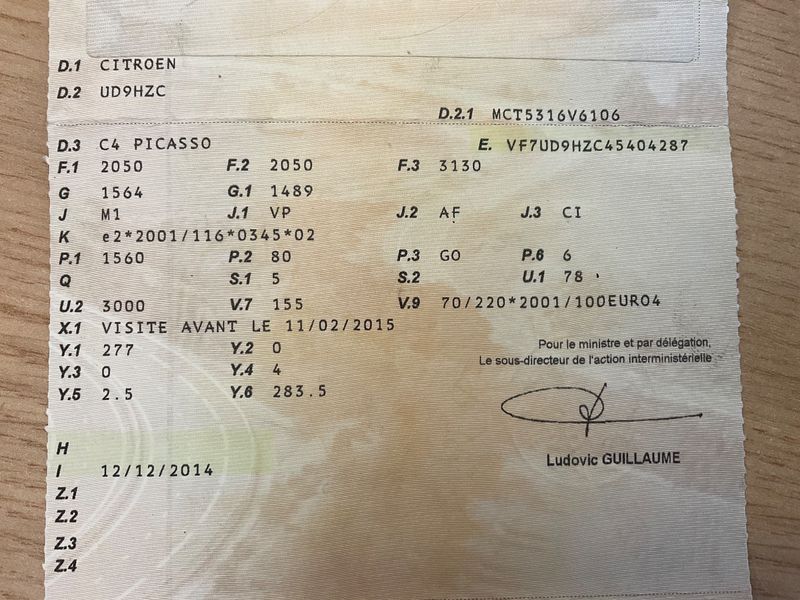 D.1 CITROEN
D.2 UD9HZC
D.2.1 MCT5316V6106
D.3 C4 PICASSO E. VF7UD9HZC45404287
F.1 2050 F.2 2050 F.3 3130
G 1564 G.1 1489
J M1 J.1 VP J.2 AF J.3 CI
K e2*2001/116*0345*02
P.1 1560 P.2 80 P.3 GO P.6 6
Q S.1 5 S.2 U.1 78
U.2 3000 V.7 155 V.9 70/220*2001/100EURO4
X.1 VISITE AVANT LE 11/02/2015
Y.1 277 Y.2 0
Y.3 0 Y.4 4
Y.5 2.5 Y.6 283.5
Pour le ministre et par délégation,
Le sous-directeur de l'action interministérielle
H
I 12/12/2014
Ludovic GUILLAUME
Z.1
Z.2
Z.3
Z.4